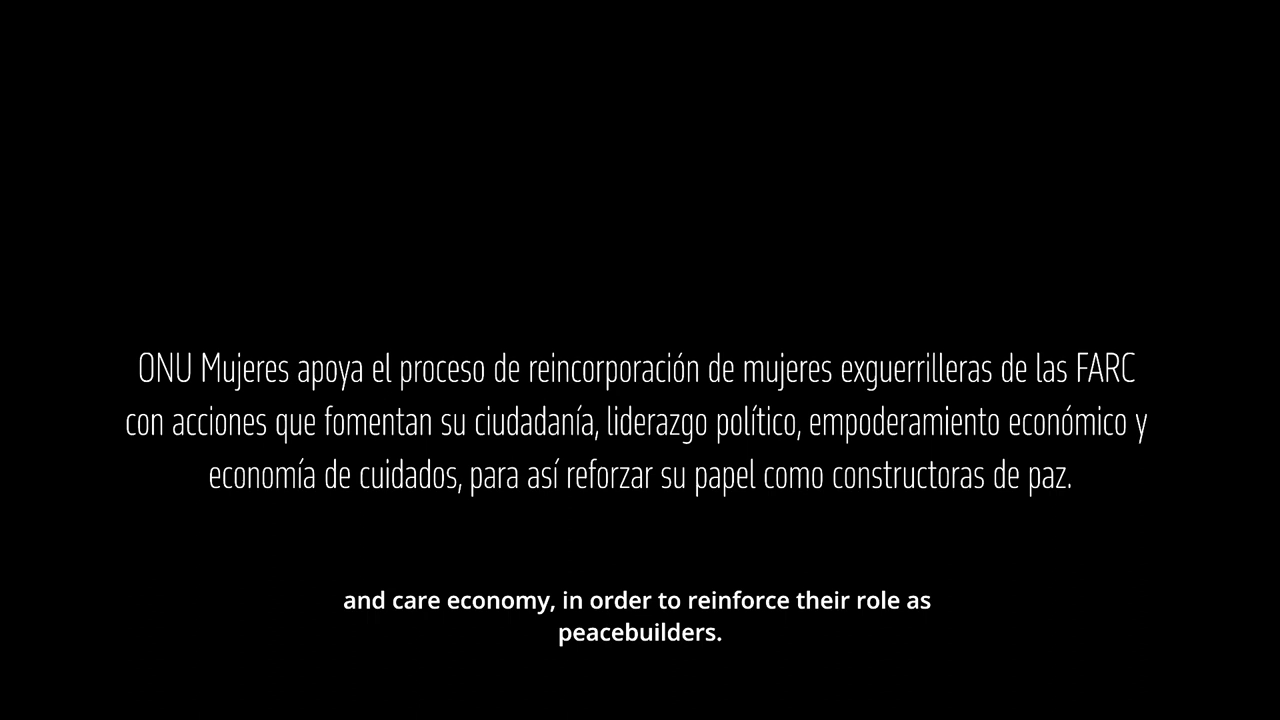 ONU Mujeres apoya el proceso de reincorporación de mujeres exguerrilleras de las FARC
con acciones que fomentan su ciudadanía, liderazgo político, empoderamiento económico y
economía de cuidados, para así reforzar su papel como constructoras de paz.
and care economy, in order to reinforce their role as
peacebuilders.